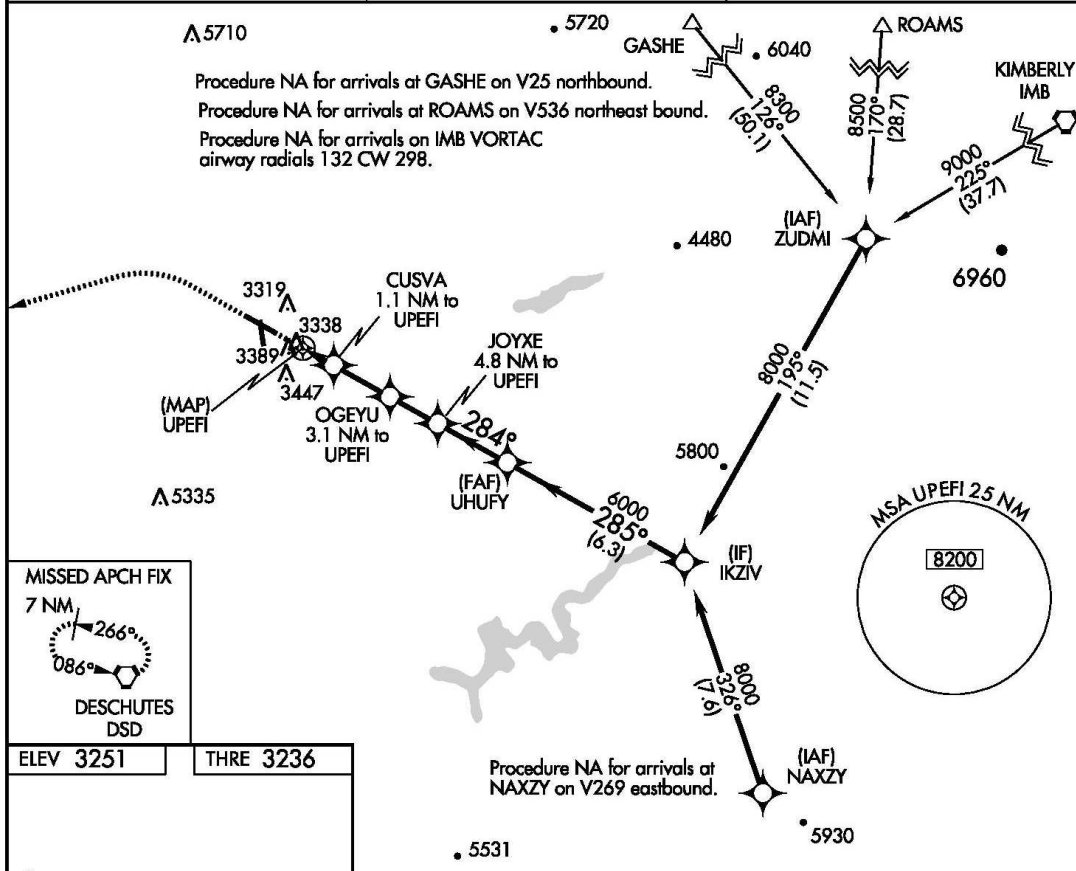 5710
5720
GASHE
6040
ROAMS
KIMBERLY
IMB
Procedure NA for arrivals at GASHE on V25 northbound.
Procedure NA for arrivals at ROAMS on V536 northeast bound.
Procedure NA for arrivals on IMB VORTAC
airway radials 132 CW 298.
8300
126°
(50.1)
8500
170°
(28.7)
9000
225°
(37.7)
(IAF)
ZUDMI
4480
6960
CUSVA
1.1 NM to
UPEFI
3319
3338
3389
3447
(MAP)
UPEFI
JOYXE
4.8 NM to
UPEFI
OGEYU
3.1 NM to
UPEFI
284°
(FAF)
UHUFY
8000
195°
(11.5)
5800
5335
6000
285°
(6.3)
(IF)
IKZIV
MSA UPEFI 25 NM
8200
MISSED APCH FIX
7 NM
266°
086°
DESCHUTES
DSD
8000
326°
(7.6)
ELEV 3251
THRE 3236
Procedure NA for arrivals at
NAXZY on V269 eastbound.
(IAF)
NAXZY
5930
5531